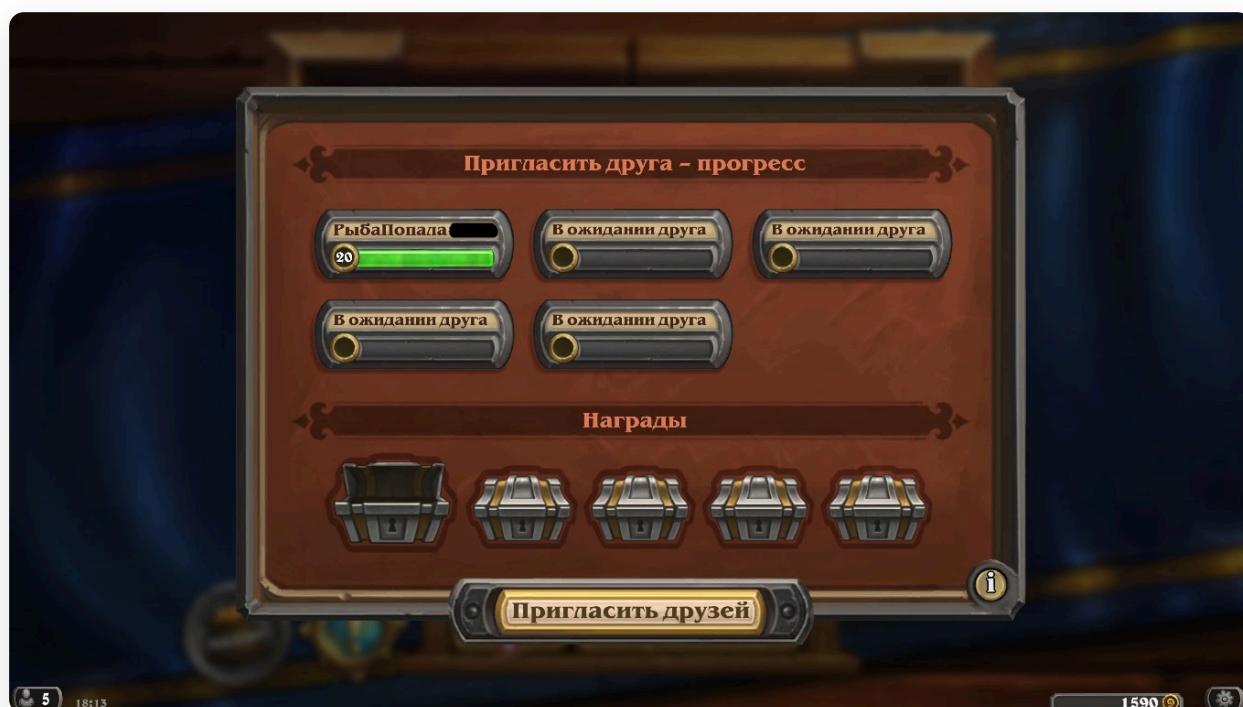 Пригласить друга – прогресс
РыбаПопала
20
В ожидании друга
В ожидании друга
В ожидании друга
В ожидании друга
Награды
i
Пригласить друзей
5
18:13
1590